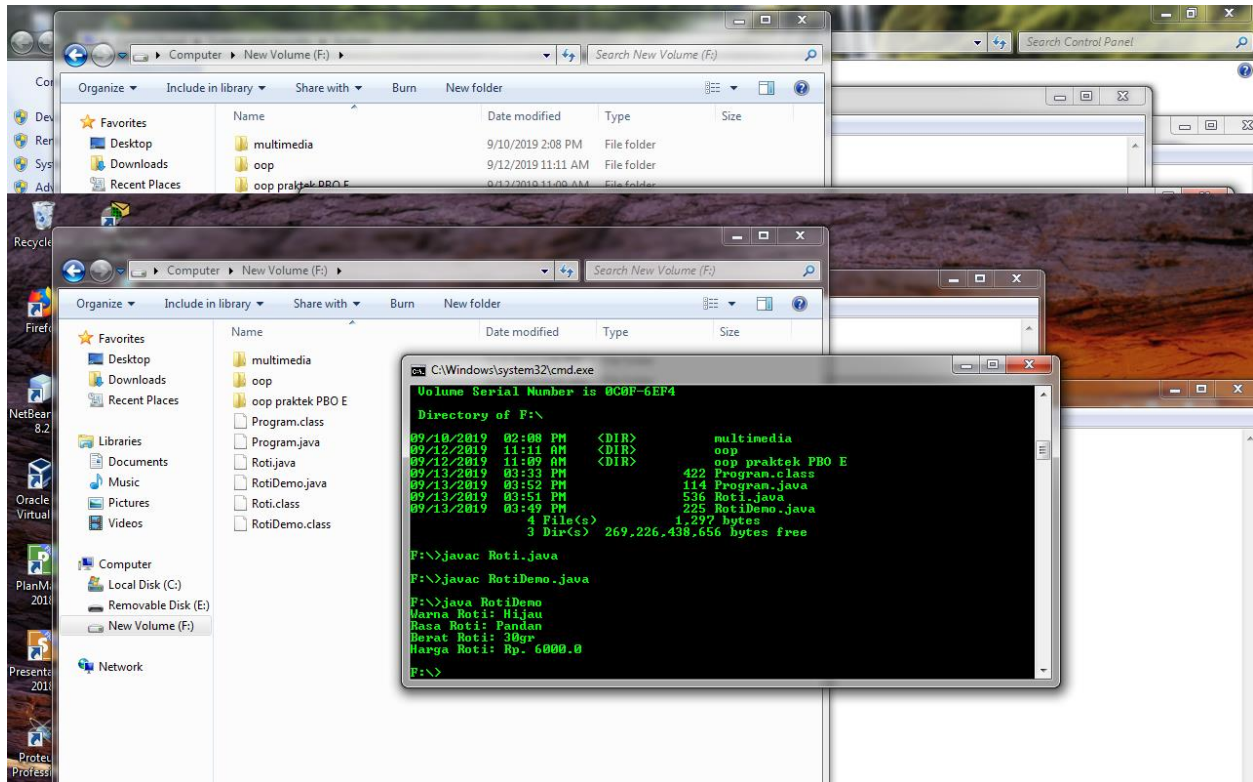 Computer ▸ New Volume (F:) ▸ Search New Volume (F:)
Search Control Panel
Organize Include in library Share with Burn New folder
Name Date modified Type Size
Favorites
Desktop
Downloads
Recent Places
multimedia 9/10/2019 2:08 PM File folder
oop 9/12/2019 11:11 AM File folder
oop praktek PBO E 9/12/2019 11:09 AM File folder
Computer ▸ New Volume (F:) ▸ Search New Volume (F:)
Organize Include in library Share with Burn New folder
Name Date modified Type Size
Favorites
Desktop
Downloads
Recent Places
Libraries
Documents
Music
Pictures
Videos
Computer
Local Disk (C:)
Removable Disk (E:)
New Volume (F:)
Network
multimedia
oop
oop praktek PBO E
Program.class
Program.java
Roti.java
RotiDemo.java
Roti.class
RotiDemo.class
C:\Windows\system32\cmd.exe
Volume Serial Number is 0C0F-6EF4
Directory of F:\
09/10/2019 02:08 PM <DIR> multimedia
09/12/2019 11:11 AM <DIR> oop
09/12/2019 11:09 AM <DIR> oop praktek PBO E
09/13/2019 03:33 PM 422 Program.class
09/13/2019 03:52 PM 114 Program.java
09/13/2019 03:51 PM 536 Roti.java
09/13/2019 03:49 PM 225 RotiDemo.java
4 File(s) 1,297 bytes
3 Dir(s) 269,226,438,656 bytes free
F:\>javac Roti.java
F:\>javac RotiDemo.java
F:\>java RotiDemo
Warna Roti: Hijau
Rasa Roti: Pandan
Berat Roti: 30gr
Harga Roti: Rp. 6000.0
F:\>
8.2
Oracle
Virtual
2018